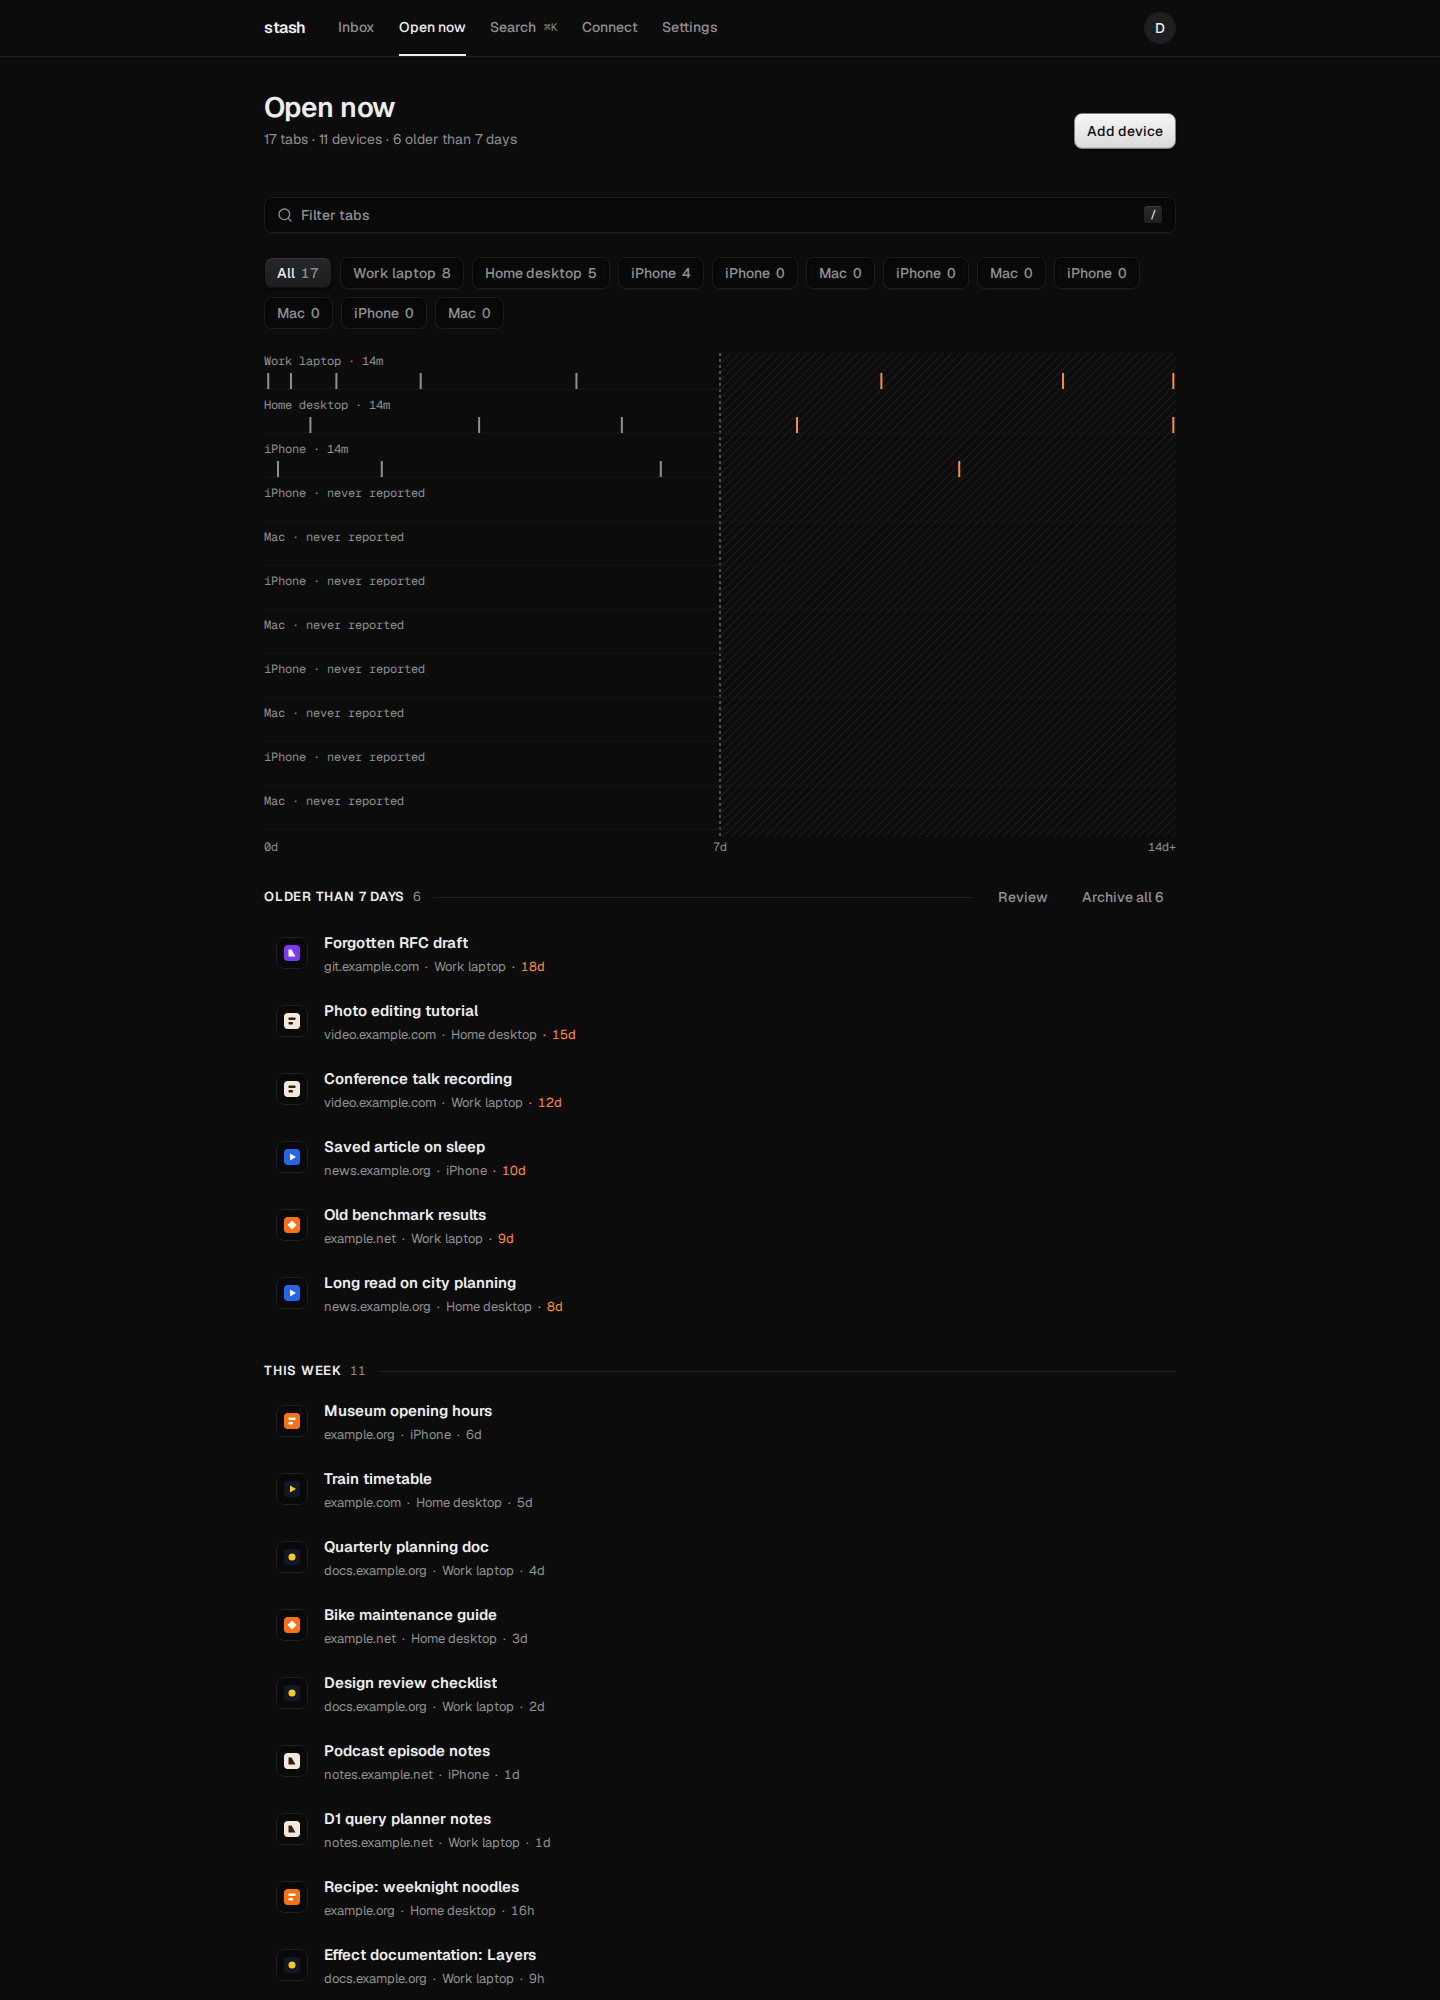 stash Inbox Open now Search ⌘K Connect Settings D
Open now
17 tabs · 11 devices · 6 older than 7 days
Add device
Filter tabs /
All 17 Work laptop 8 Home desktop 5 iPhone 4 iPhone 0 Mac 0 iPhone 0 Mac 0 iPhone 0
Mac 0 iPhone 0 Mac 0
Work laptop · 14m
Home desktop · 14m
iPhone · 14m
iPhone · never reported
Mac · never reported
iPhone · never reported
Mac · never reported
iPhone · never reported
Mac · never reported
iPhone · never reported
Mac · never reported
0d 7d 14d+
OLDER THAN 7 DAYS 6 Review Archive all 6
Forgotten RFC draft
git.example.com · Work laptop · 18d
Photo editing tutorial
video.example.com · Home desktop · 15d
Conference talk recording
video.example.com · Work laptop · 12d
Saved article on sleep
news.example.org · iPhone · 10d
Old benchmark results
example.net · Work laptop · 9d
Long read on city planning
news.example.org · Home desktop · 8d
THIS WEEK 11
Museum opening hours
example.org · iPhone · 6d
Train timetable
example.com · Home desktop · 5d
Quarterly planning doc
docs.example.org · Work laptop · 4d
Bike maintenance guide
example.net · Home desktop · 3d
Design review checklist
docs.example.org · Work laptop · 2d
Podcast episode notes
notes.example.net · iPhone · 1d
D1 query planner notes
notes.example.net · Work laptop · 1d
Recipe: weeknight noodles
example.org · Home desktop · 16h
Effect documentation: Layers
docs.example.org · Work laptop · 9h